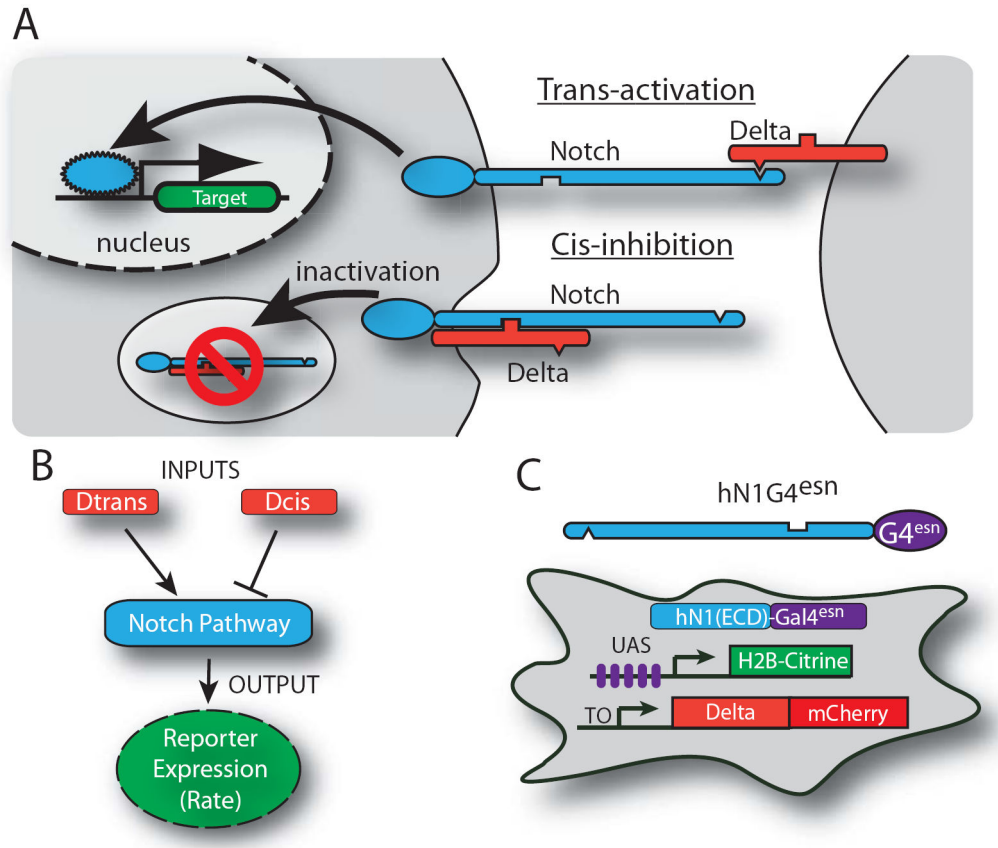 A
Trans-activation
Delta
Notch
Target
nucleus
Cis-inhibition
inactivation
Notch
Delta
B
INPUTS
Dtrans
Dcis
Notch Pathway
OUTPUT
Reporter
Expression
(Rate)
C
hN1G4esn
G4esn
hN1(ECD)-Gal4esn
UAS
H2B-Citrine
TO
Delta
mCherry